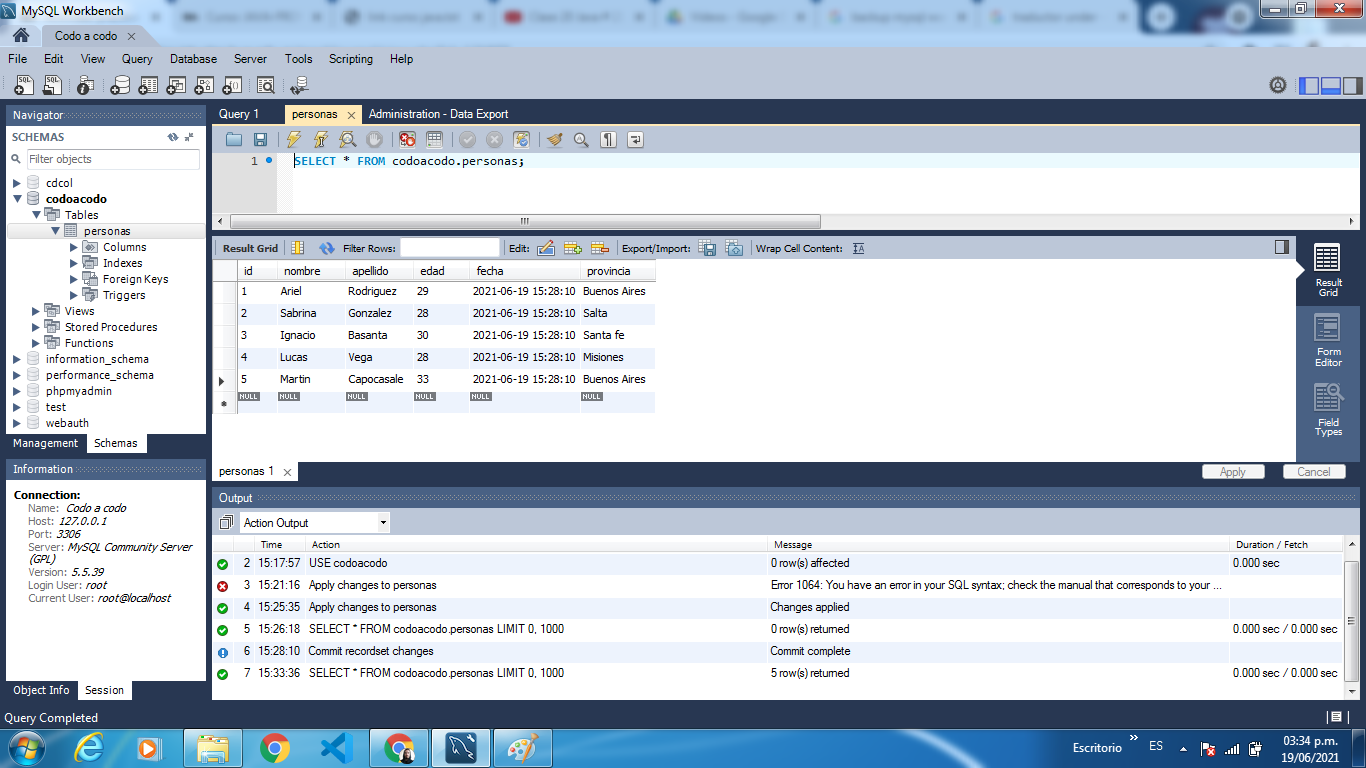 MySQL Workbench
Codo a codo
File Edit View Query Database Server Tools Scripting Help
Navigator
SCHEMAS
Filter objects
cdcol
codoacodo
Tables
personas
Columns
Indexes
Foreign Keys
Triggers
Views
Stored Procedures
Functions
information_schema
performance_schema
phpmyadmin
test
webauth
Management Schemas
Information
Connection:
Name: Codo a codo
Host: 127.0.0.1
Port: 3306
Server: MySQL Community Server
(GPL)
Version: 5.5.39
Login User: root
Current User: root@localhost
Object Info Session
Query 1 personas Administration - Data Export
1 SELECT * FROM codoacodo.personas;
Result Grid Filter Rows: Edit: Export/Import: Wrap Cell Content:
id nombre apellido edad fecha provincia
1 Ariel Rodriguez 29 2021-06-19 15:28:10 Buenos Aires
2 Sabrina Gonzalez 28 2021-06-19 15:28:10 Salta
3 Ignacio Basanta 30 2021-06-19 15:28:10 Santa fe
4 Lucas Vega 28 2021-06-19 15:28:10 Misiones
5 Martin Capocasale 33 2021-06-19 15:28:10 Buenos Aires
NULL NULL NULL NULL NULL NULL
Result
Grid
Form
Editor
Field
Types
personas 1
Apply Cancel
Output
Action Output
Time Action Message Duration / Fetch
2 15:17:57 USE codoacodo 0 row(s) affected 0.000 sec
3 15:21:16 Apply changes to personas Error 1064: You have an error in your SQL syntax; check the manual that corresponds to your ...
4 15:25:35 Apply changes to personas Changes applied
5 15:26:18 SELECT * FROM codoacodo.personas LIMIT 0, 1000 0 row(s) returned 0.000 sec / 0.000 sec
6 15:28:10 Commit recordset changes Commit complete
7 15:33:36 SELECT * FROM codoacodo.personas LIMIT 0, 1000 5 row(s) returned 0.000 sec / 0.000 sec
Query Completed
Escritorio ES 03:34 p.m.
19/06/2021